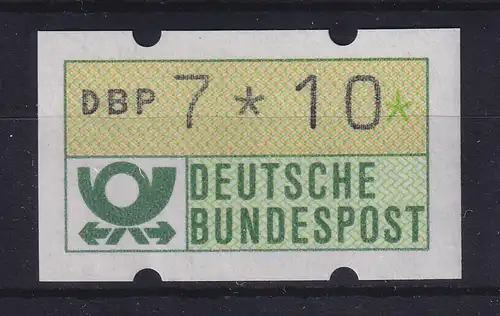 DBP 7*10*
DEUTSCHE
BUNDESPOST